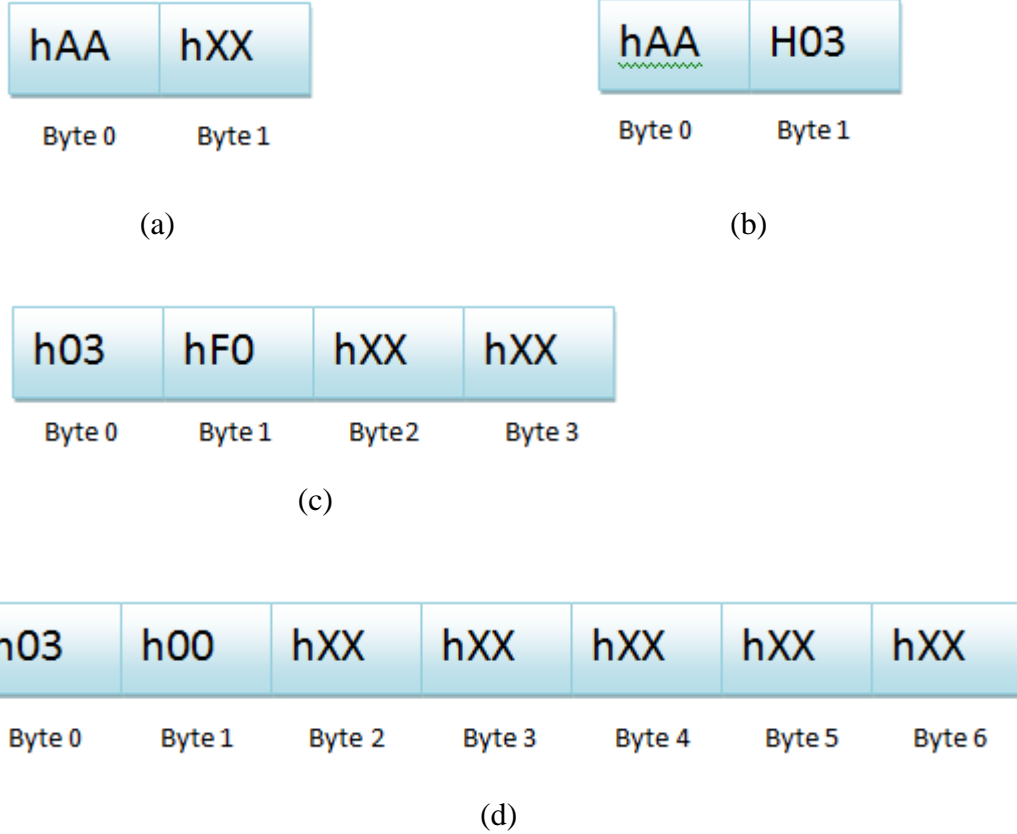 hAA hXX hAA H03
Byte 0 Byte 1 Byte 0 Byte 1
(a) (b)
h03 hF0 hXX hXX
Byte 0 Byte 1 Byte2 Byte 3
(c)
h03 h00 hXX hXX hXX hXX hXX
Byte 0 Byte 1 Byte 2 Byte 3 Byte 4 Byte 5 Byte 6
(d)